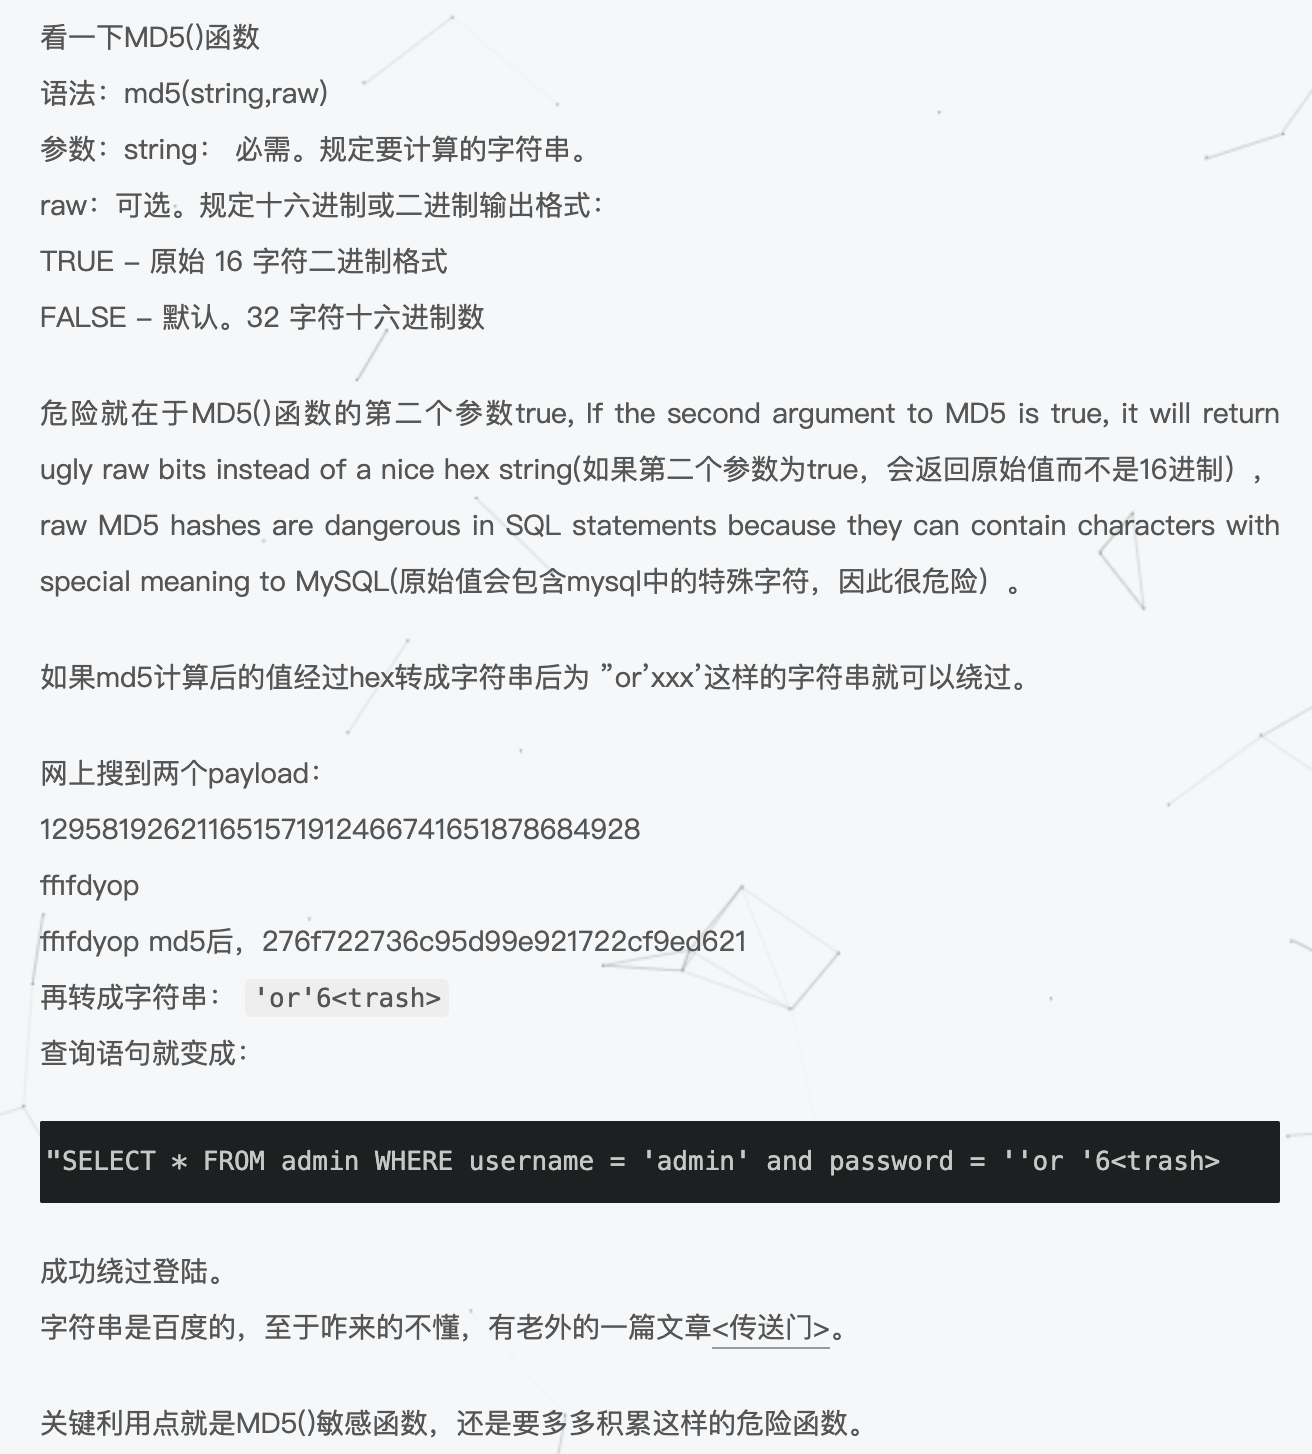 看一下MD5()函数
语法：md5(string,raw)
参数：string： 必需。规定要计算的字符串。
raw：可选。规定十六进制或二进制输出格式：
TRUE – 原始 16 字符二进制格式
FALSE – 默认。32 字符十六进制数
危险就在于MD5()函数的第二个参数true, If the second argument to MD5 is true, it will return
ugly raw bits instead of a nice hex string(如果第二个参数为true，会返回原始值而不是16进制），
raw MD5 hashes are dangerous in SQL statements because they can contain characters with
special meaning to MySQL(原始值会包含mysql中的特殊字符，因此很危险）。
如果md5计算后的值经过hex转成字符串后为 ”or’xxx’这样的字符串就可以绕过。
网上搜到两个payload：
129581926211651571912466741651878684928
ffifdyop
ffifdyop md5后，276f722736c95d99e921722cf9ed621
再转成字符串： 'or'6<trash>
查询语句就变成：
"SELECT * FROM admin WHERE username = 'admin' and password = ''or '6<trash>
成功绕过登陆。
字符串是百度的，至于咋来的不懂，有老外的一篇文章<传送门>。
关键利用点就是MD5()敏感函数，还是要多多积累这样的危险函数。